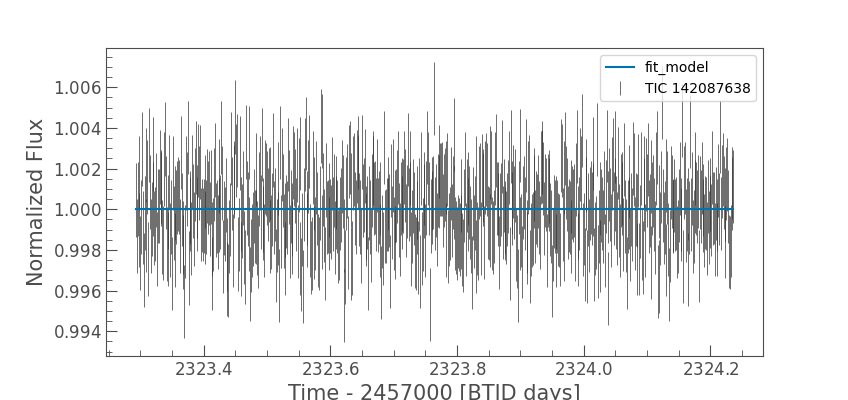 fit_model
TIC 142087638
1.006
1.004
1.002
1.000
0.998
0.996
0.994
Normalized Flux
2323.4 2323.6 2323.8 2324.0 2324.2
Time - 2457000 [BTJD days]